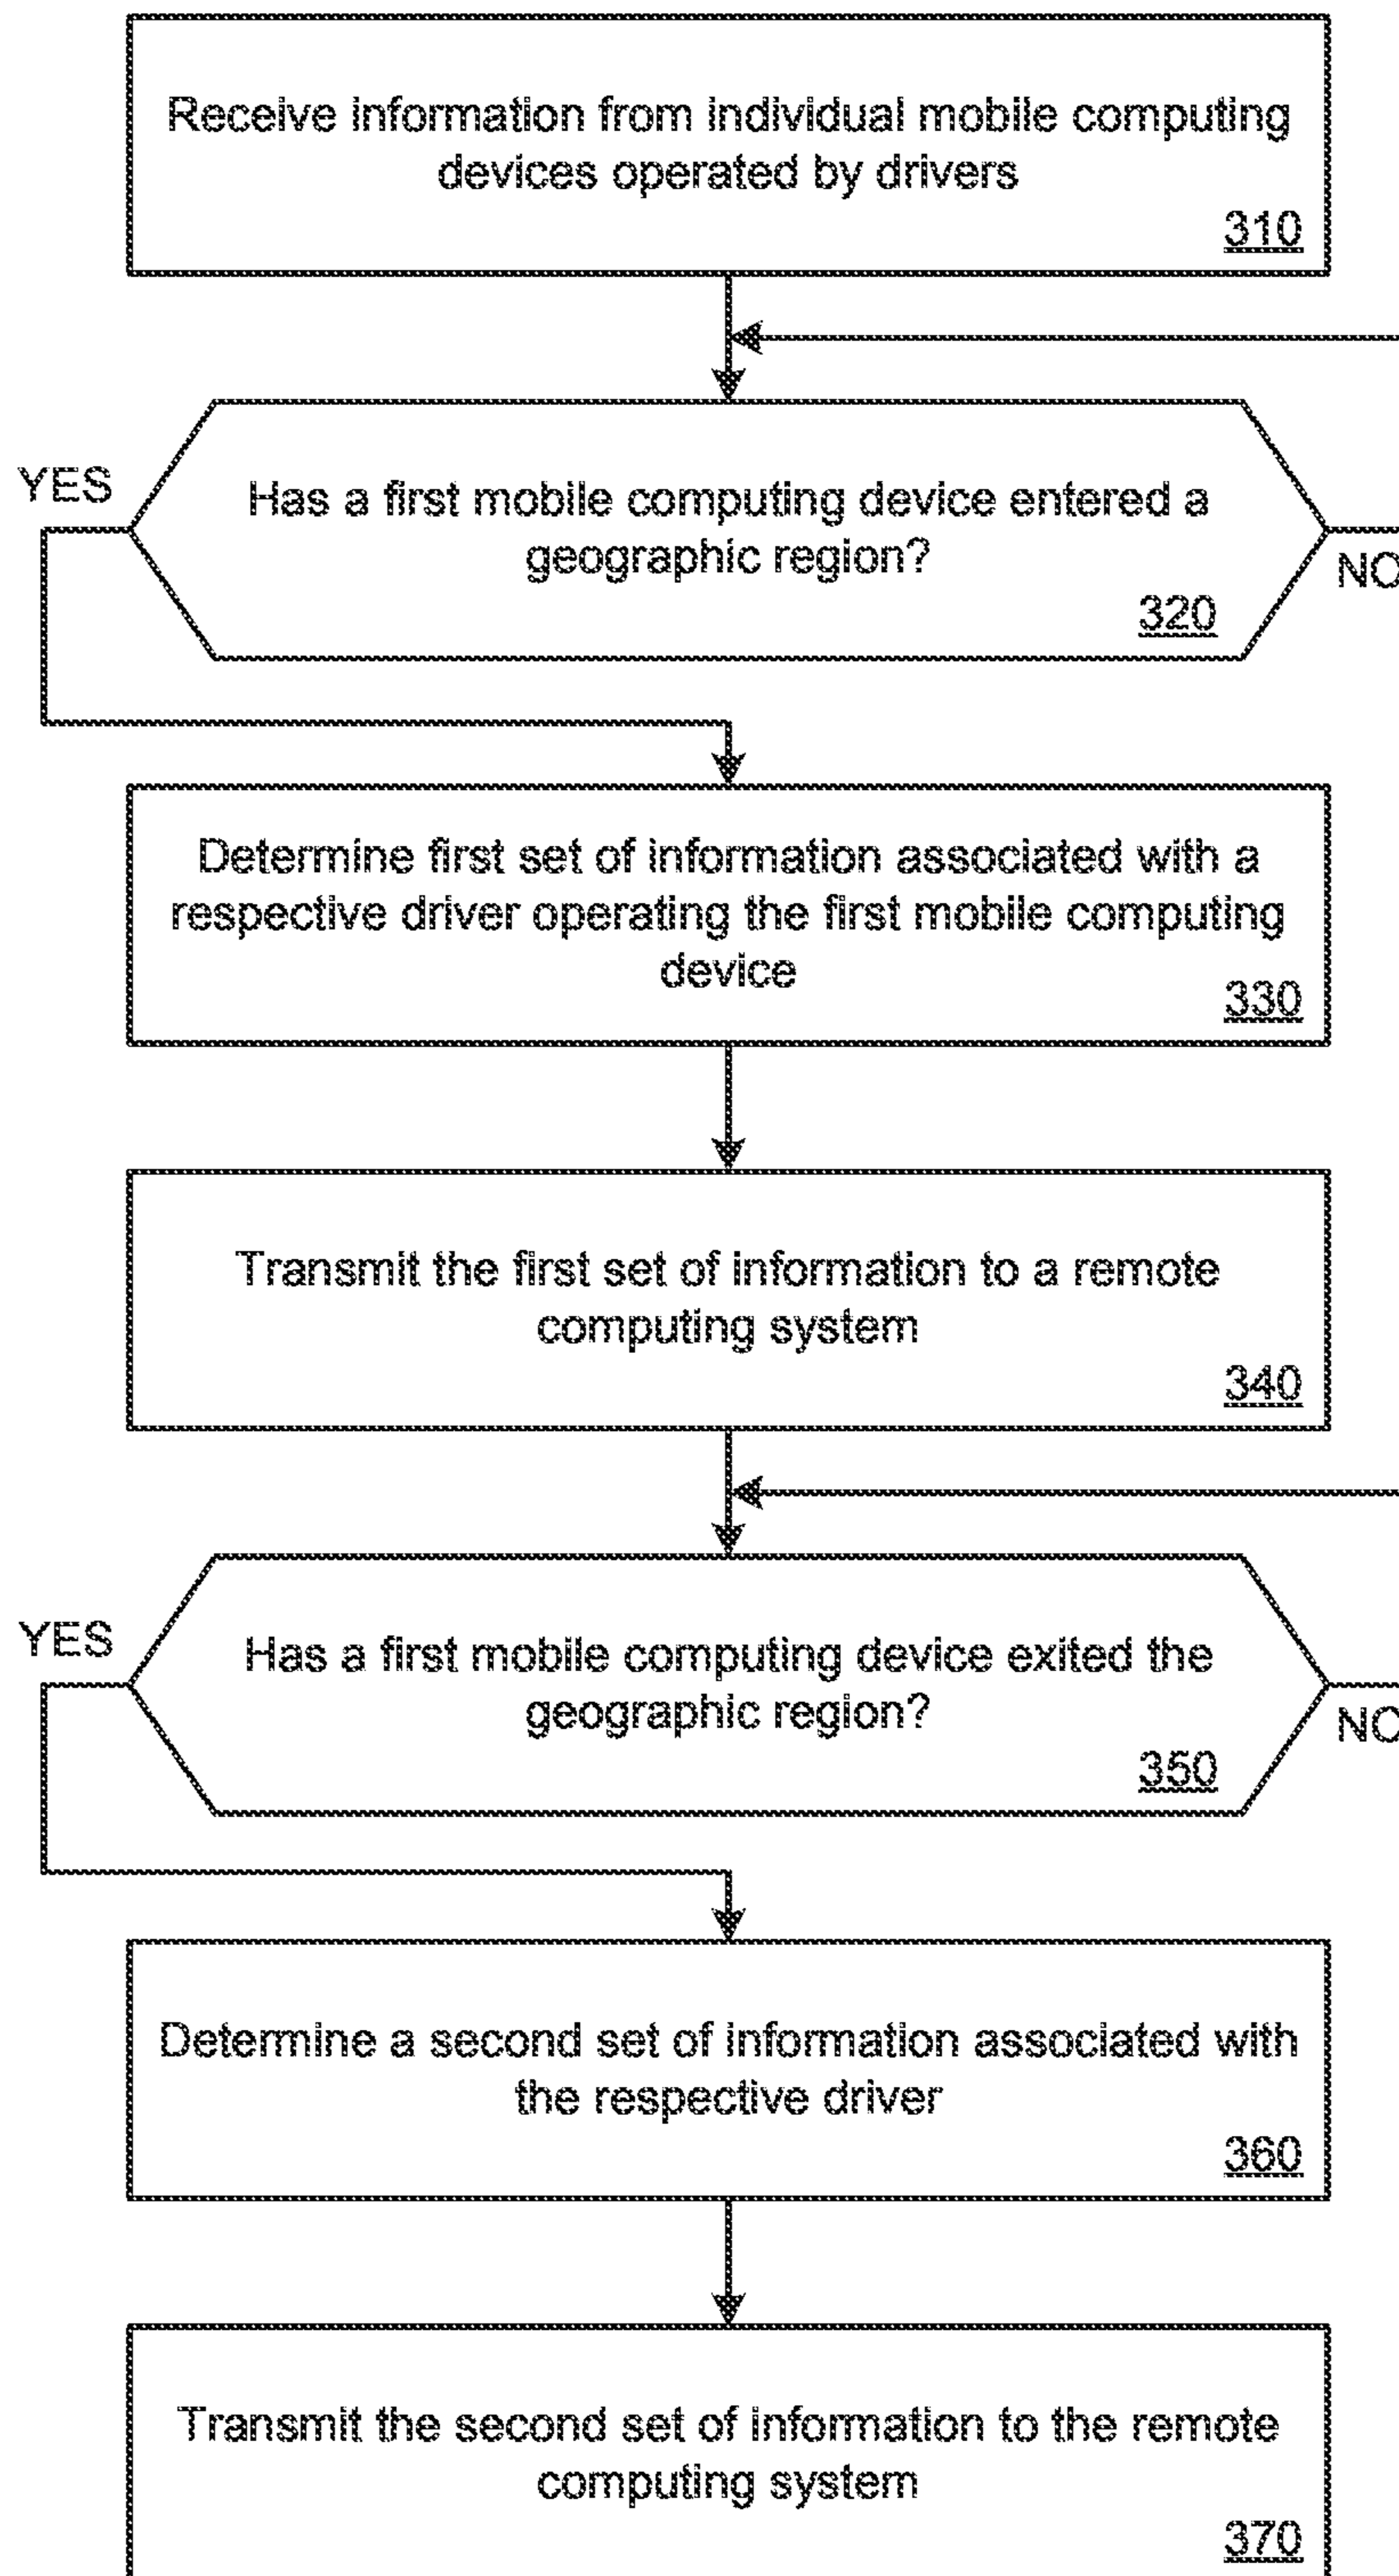 Receive information from individual mobile computing
devices operated by drivers
310
YES
Has a first mobile computing device entered a
geographic region?
NO
320
Determine first set of information associated with a
respective driver operating the first mobile computing
device
330
Transmit the first set of information to a remote
computing system
340
YES
Has a first mobile computing device exited the
geographic region?
NO
350
Determine a second set of information associated with
the respective driver
360
Transmit the second set of information to the remote
computing system
370